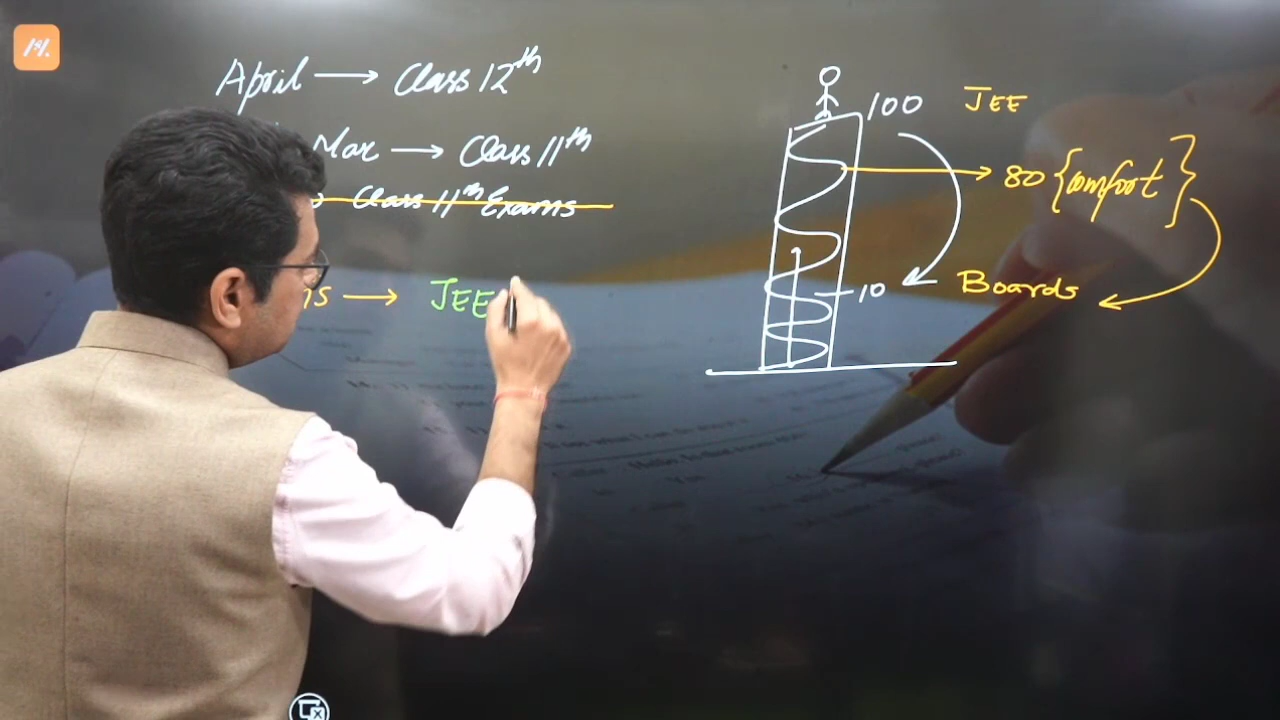 April → Class 12th
Mar → Class 11th
Class 11th Exams
→ JEE
100 JEE
→ 80 {Comfort}
10 Boards